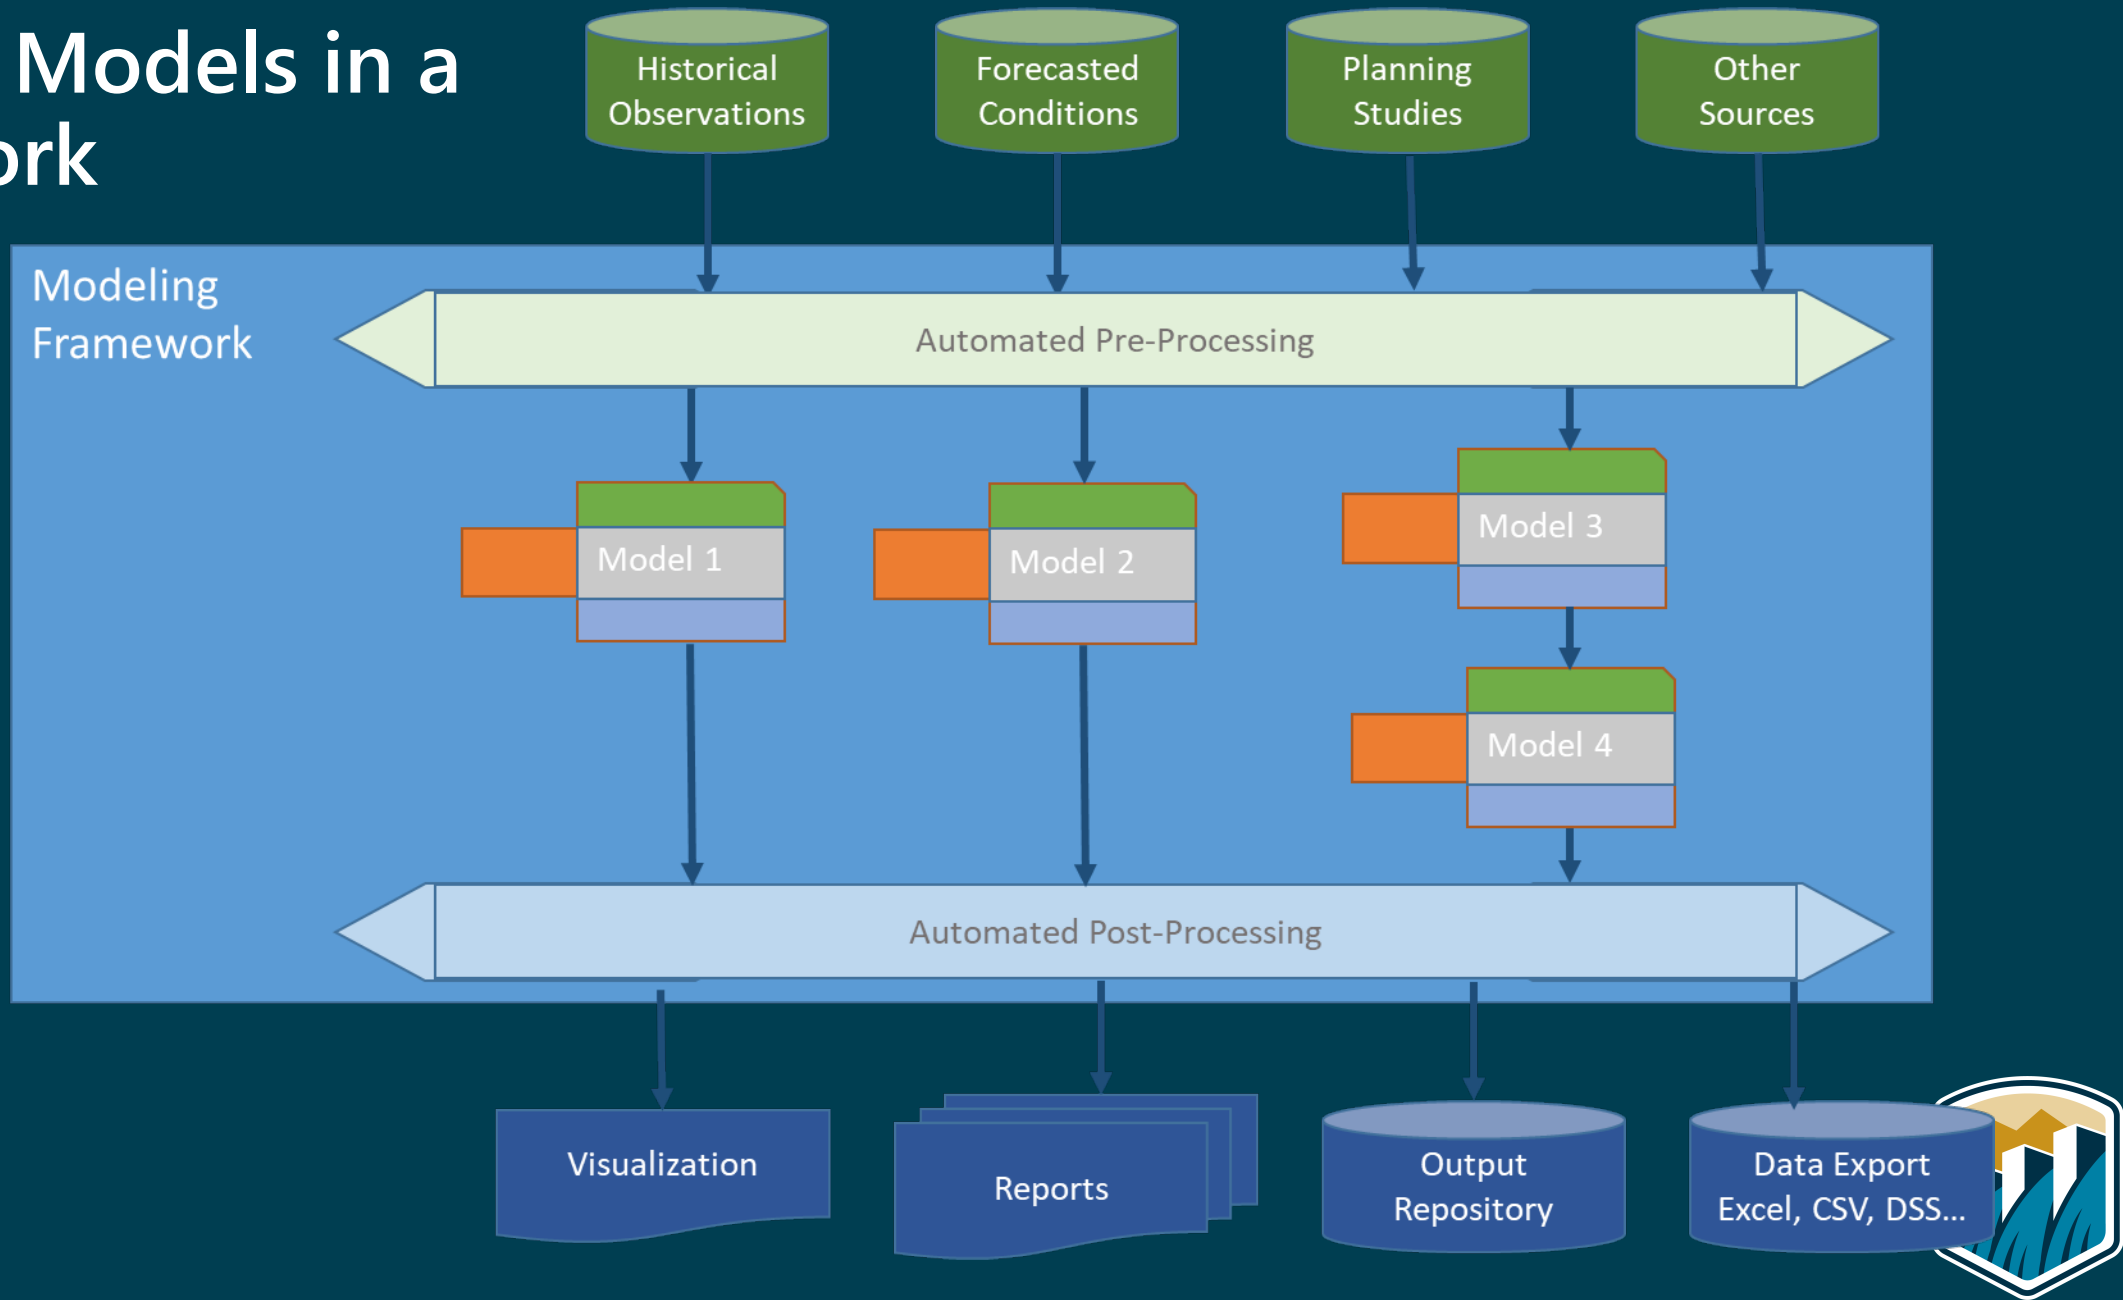 Models in a
ork
Historical
Observations
Forecasted
Conditions
Planning
Studies
Other
Sources
Modeling
Framework
Automated Pre-Processing
Model 1
Model 2
Model 3
Model 4
Automated Post-Processing
Visualization
Reports
Output
Repository
Data Export
Excel, CSV, DSS...